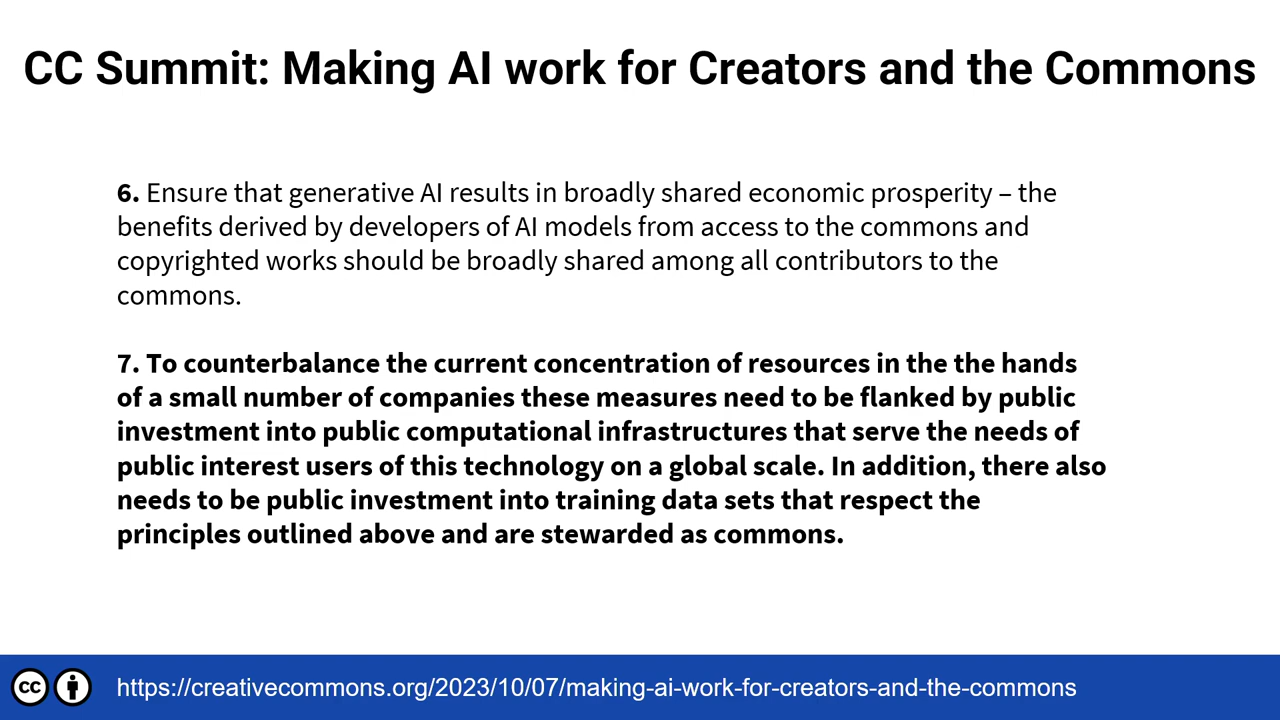 CC Summit: Making AI work for Creators and the Commons
6. Ensure that generative AI results in broadly shared economic prosperity – the
benefits derived by developers of AI models from access to the commons and
copyrighted works should be broadly shared among all contributors to the
commons.
7. To counterbalance the current concentration of resources in the the hands
of a small number of companies these measures need to be flanked by public
investment into public computational infrastructures that serve the needs of
public interest users of this technology on a global scale. In addition, there also
needs to be public investment into training data sets that respect the
principles outlined above and are stewarded as commons.
cc
https://creativecommons.org/2023/10/07/making-ai-work-for-creators-and-the-commons